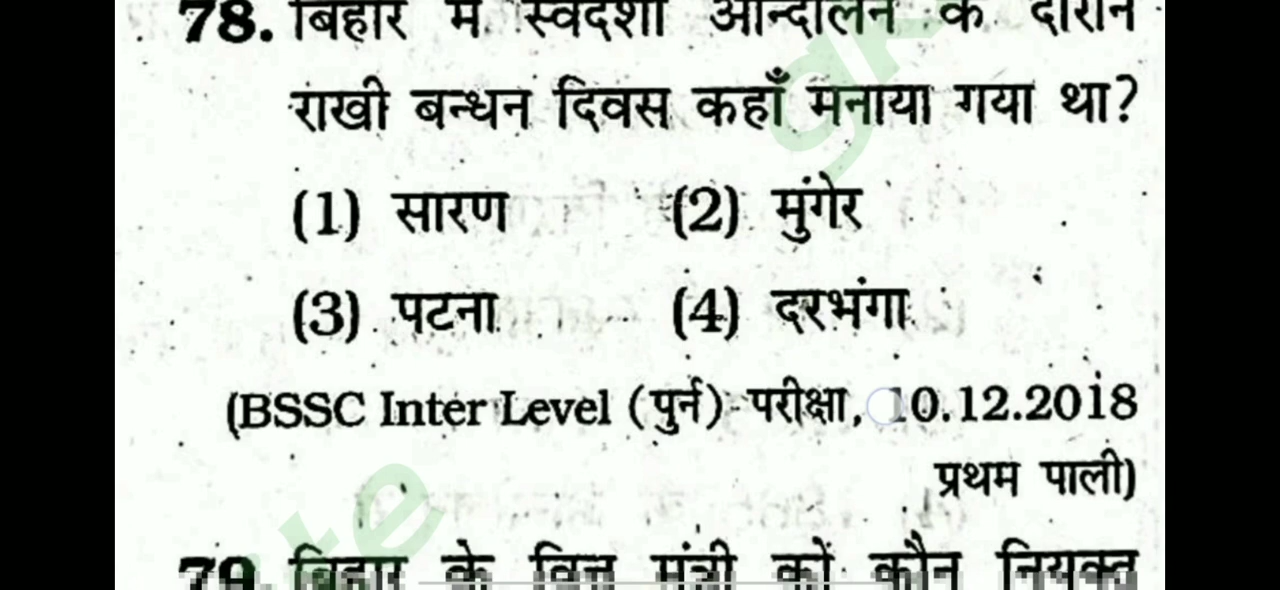 78. बिहार में स्वदेशी आन्दोलन के दौरान
राखी बन्धन दिवस कहाँ मनाया गया था?
(1) सारण (2) मुंगेर
(3) पटना (4) दरभंगा
(BSSC Inter Level (पुर्न) परीक्षा, 10.12.2018
प्रथम पाली)
79. बिहार के वित्त मंत्री को कौन नियुक्त